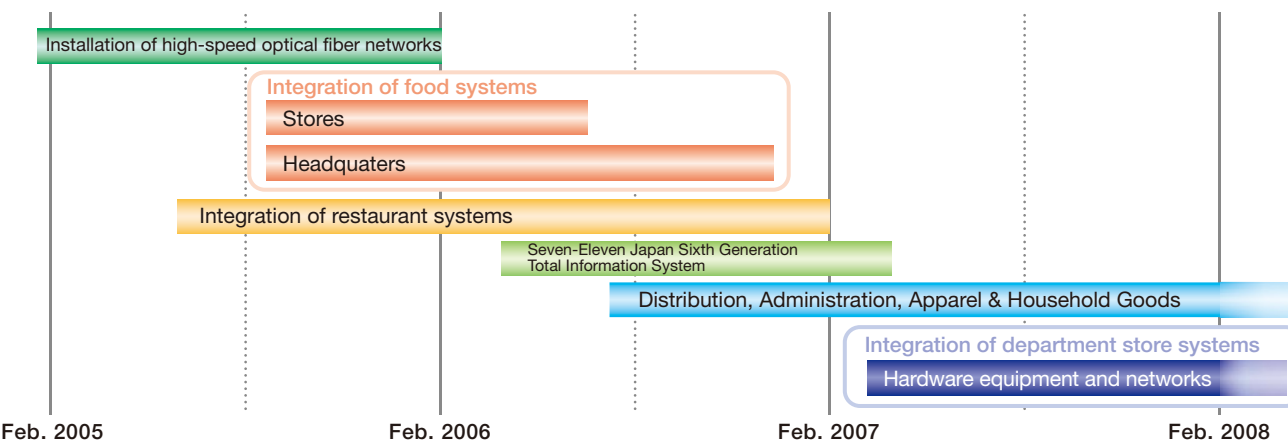 Installation of high-speed optical fiber networks
Integration of food systems
Stores
Headquaters
Integration of restaurant systems
Seven-Eleven Japan Sixth Generation
Total Information System
Distribution, Administration, Apparel & Household Goods
Integration of department store systems
Hardware equipment and networks
Feb. 2005 Feb. 2006 Feb. 2007 Feb. 2008